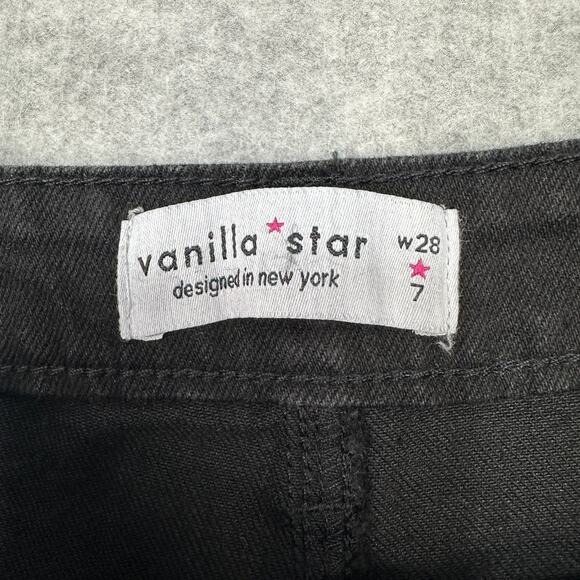 vanilla star
designed in new york
w28
7